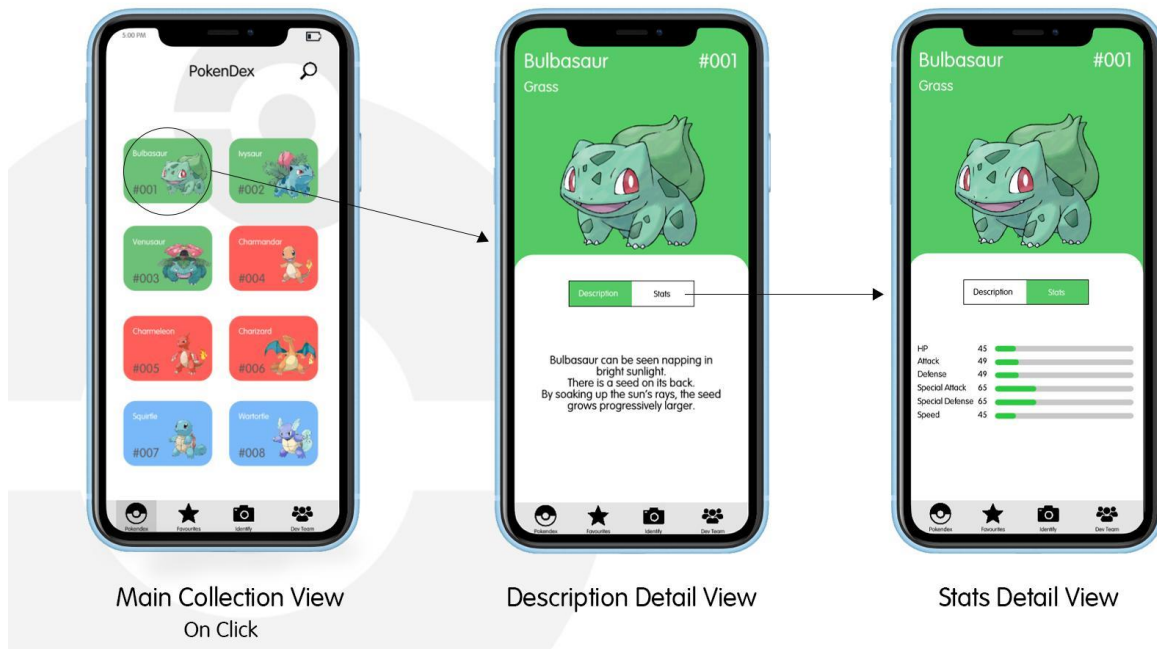 5:00 PM
PokenDex
Bulbasaur
#001
Ivysaur
#002
Venusaur
#003
Charmandar
#004
Charmeleon
#005
Charizard
#006
Squirtle
#007
Wartortle
#008
Pokendex
Favourites
Identify
Dev Team
Main Collection View
On Click
Bulbasaur #001
Grass
Description Stats
Bulbasaur can be seen napping in
bright sunlight.
There is a seed on its back.
By soaking up the sun's rays, the seed
grows progressively larger.
Pokendex
Favourites
Identify
Dev Team
Description Detail View
Bulbasaur #001
Grass
Description Stats
HP 45
Attack 49
Defense 49
Special Attack 65
Special Defense 65
Speed 45
Pokendex
Favourites
Identify
Dev Team
Stats Detail View